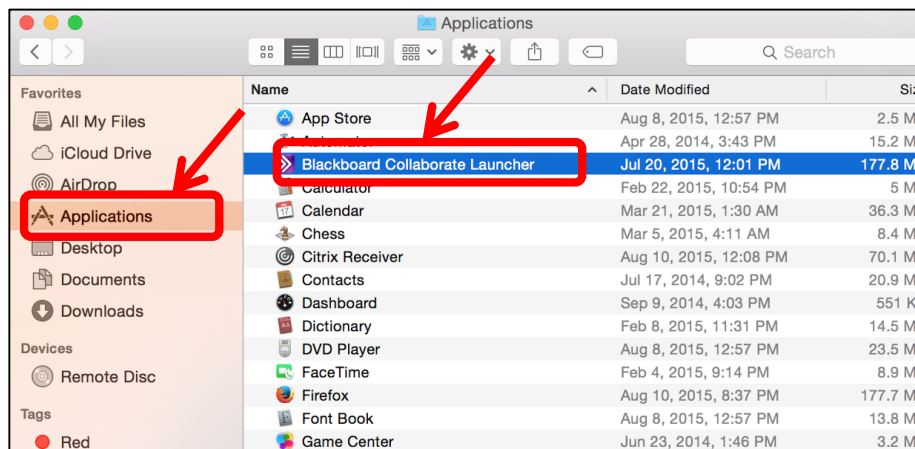 Applications
Search
Favorites
All My Files
iCloud Drive
AirDrop
Applications
Desktop
Documents
Downloads
Devices
Remote Disc
Tags
Red
Name Date Modified
App Store Aug 8, 2015, 12:57 PM 2.5 M
Automator Apr 28, 2014, 3:43 PM 15.2 M
Blackboard Collaborate Launcher Jul 20, 2015, 12:01 PM 177.8 M
Calculator Feb 22, 2015, 10:54 PM 5 M
Calendar Mar 21, 2015, 1:30 AM 36.3 M
Chess Mar 5, 2015, 4:11 AM 8.4 M
Citrix Receiver Aug 10, 2015, 12:08 PM 70.1 M
Contacts Jul 17, 2014, 9:02 PM 20.9 M
Dashboard Sep 9, 2014, 4:03 PM 551 K
Dictionary Feb 8, 2015, 11:31 PM 14.5 M
DVD Player Aug 8, 2015, 12:57 PM 23.5 M
FaceTime Feb 4, 2015, 9:14 PM 8.9 M
Firefox Aug 10, 2015, 8:37 PM 177.7 M
Font Book Aug 8, 2015, 12:57 PM 13.8 M
Game Center Jun 23, 2014, 1:46 PM 3.2 M